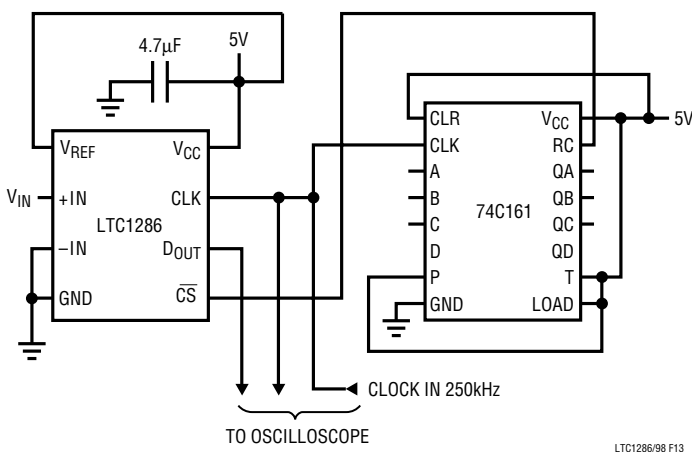 4.7µF
5V
VREF
VCC
VIN
+IN
CLK
LTC1286
–IN
DOUT
GND
CS
CLR
VCC
5V
CLK
RC
A
QA
B
QB
74C161
C
QC
D
QD
P
T
GND
LOAD
CLOCK IN 250kHz
TO OSCILLOSCOPE
LTC1286/98 F13